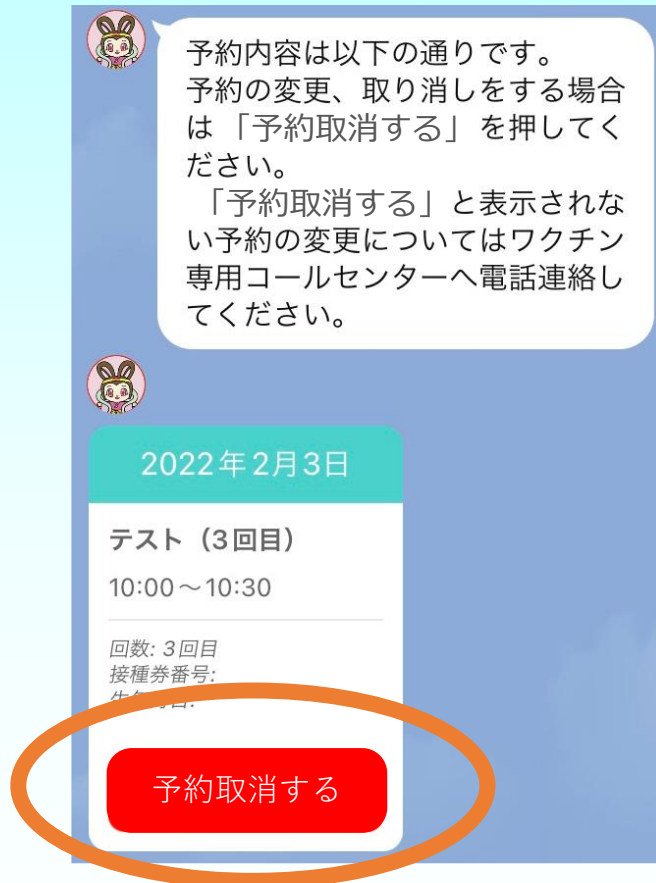 予約内容は以下の通りです。
予約の変更、取り消しをする場合
は「予約取消する」を押してく
ださい。
「予約取消する」と表示されな
い予約の変更についてはワクチン
専用コールセンターへ電話連絡し
てください。
2022年2月3日
テスト（3回目）
10:00～10:30
回数: 3回目
接種券番号:
生年月日:
予約取消する